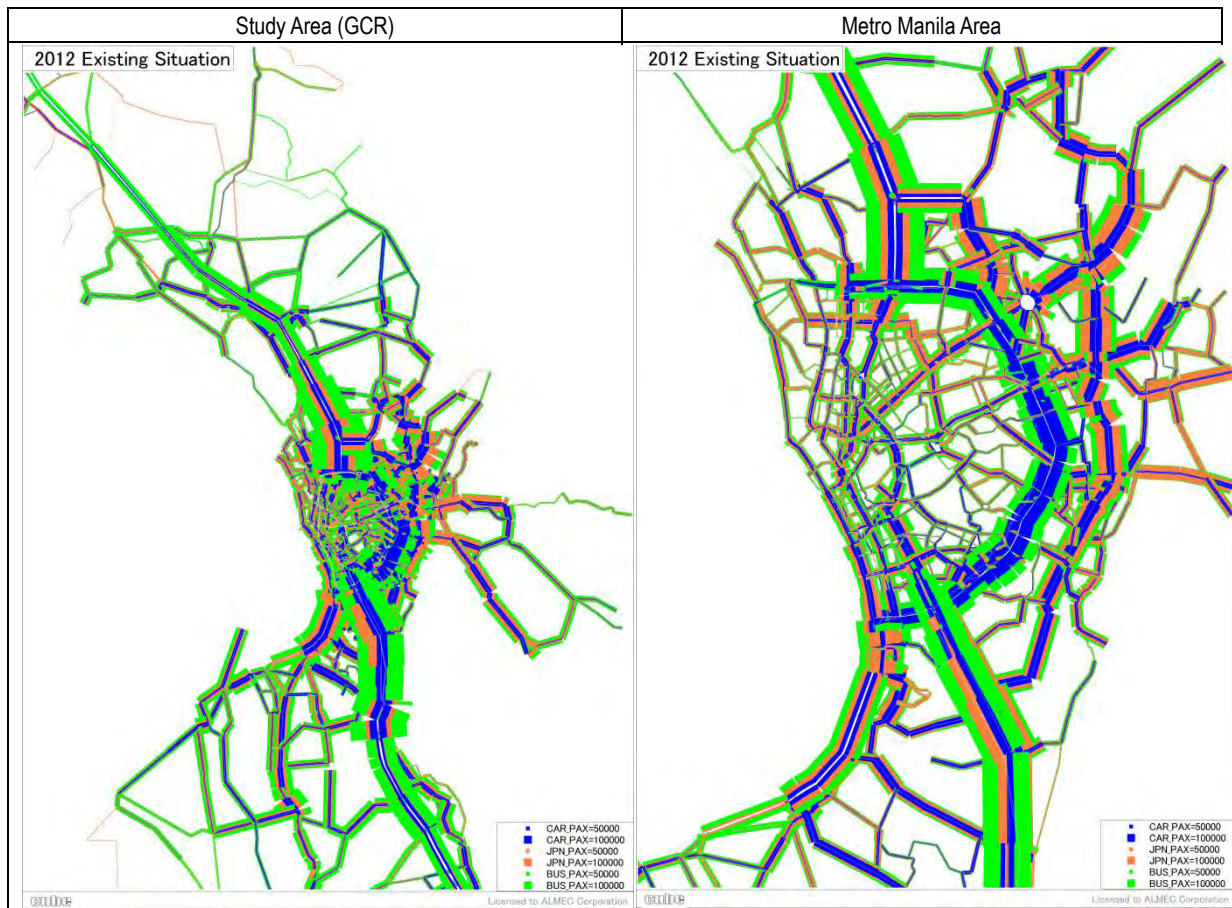 Study Area (GCR)
Metro Manila Area
2012 Existing Situation
2012 Existing Situation
CAR_PAX=50000
CAR_PAX=100000
JPN_PAX=50000
JPN_PAX=100000
BUS_PAX=50000
BUS_PAX=100000
CAR_PAX=50000
CAR_PAX=100000
JPN_PAX=50000
JPN_PAX=100000
BUS_PAX=50000
BUS_PAX=100000
cube
Licensed to ALMEC Corporation
cube
Licensed to ALMEC Corporation